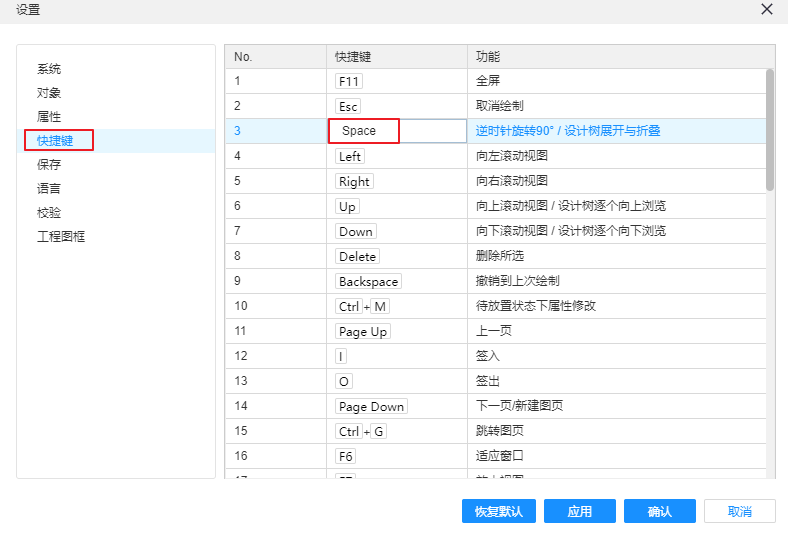 设置
系统
对象
属性
快捷键
保存
语言
校验
工程图框
No. 快捷键 功能
1 F11 全屏
2 Esc 取消绘制
3 Space 逆时针旋转90° / 设计树展开与折叠
4 Left 向左滚动视图
5 Right 向右滚动视图
6 Up 向上滚动视图 / 设计树逐个向上浏览
7 Down 向下滚动视图 / 设计树逐个向下浏览
8 Delete 删除所选
9 Backspace 撤销到上次绘制
10 Ctrl + M 待放置状态下属性修改
11 Page Up 上一页
12 I 签入
13 O 签出
14 Page Down 下一页/新建图页
15 Ctrl + G 跳转图页
16 F6 适应窗口
恢复默认 应用 确认 取消